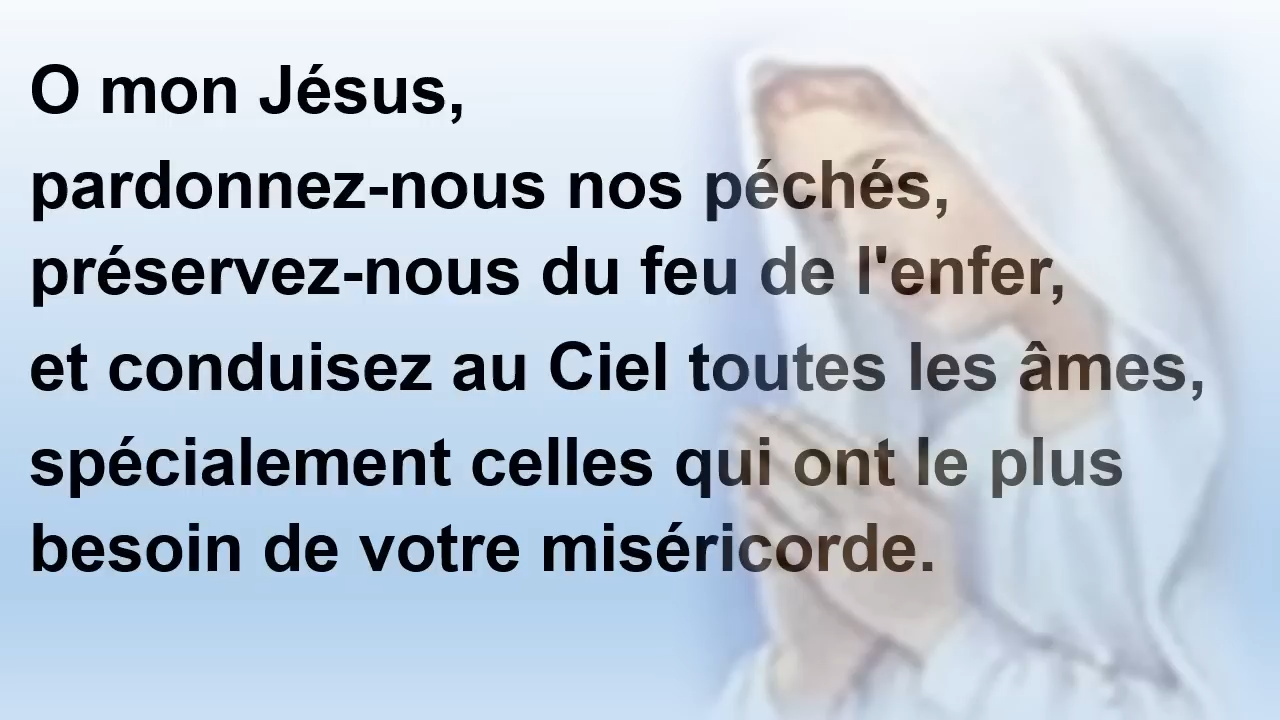 O mon Jésus,
pardonnez-nous nos péchés,
préservez-nous du feu de l'enfer,
et conduisez au Ciel toutes les âmes,
spécialement celles qui ont le plus
besoin de votre miséricorde.